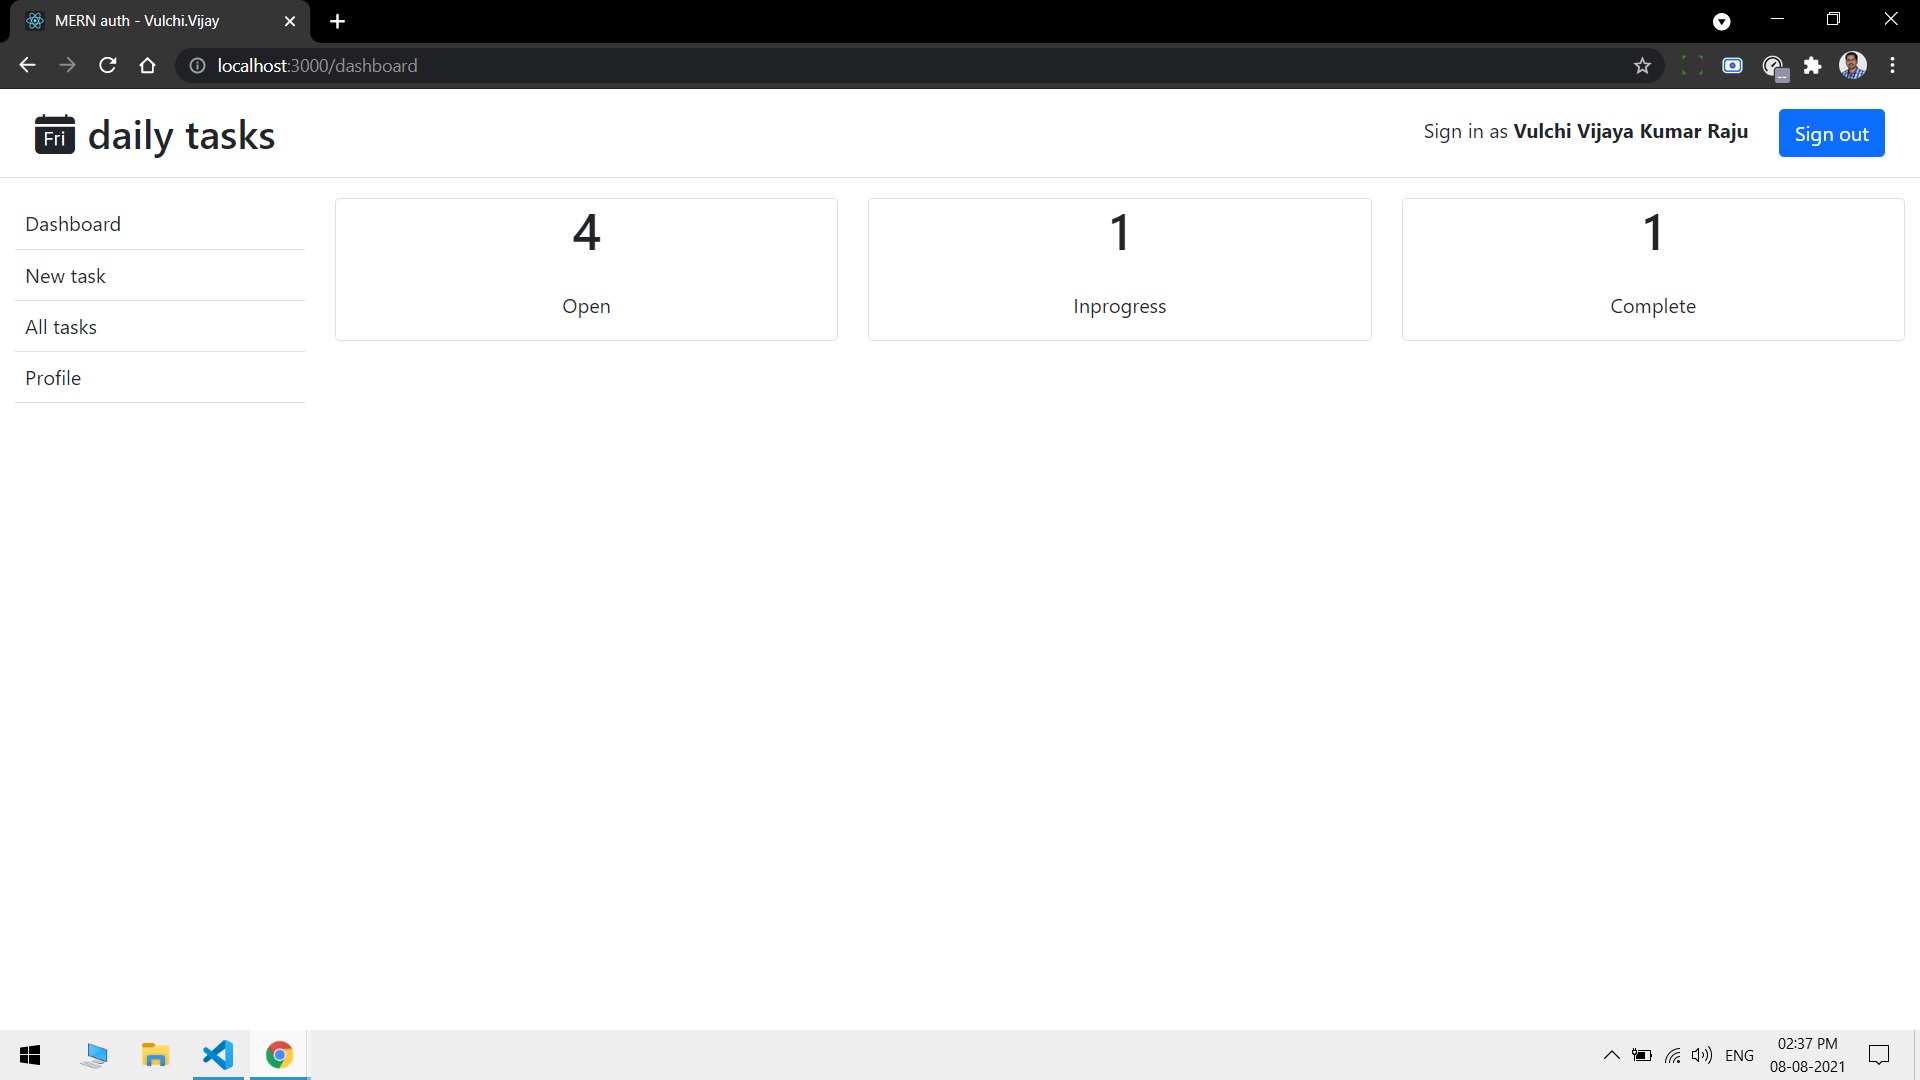 MERN auth - Vulchi.Vijay
localhost:3000/dashboard
Fri daily tasks
Sign in as Vulchi Vijaya Kumar Raju
Sign out
Dashboard
New task
All tasks
Profile
4
Open
1
Inprogress
1
Complete
ENG
02:37 PM
08-08-2021